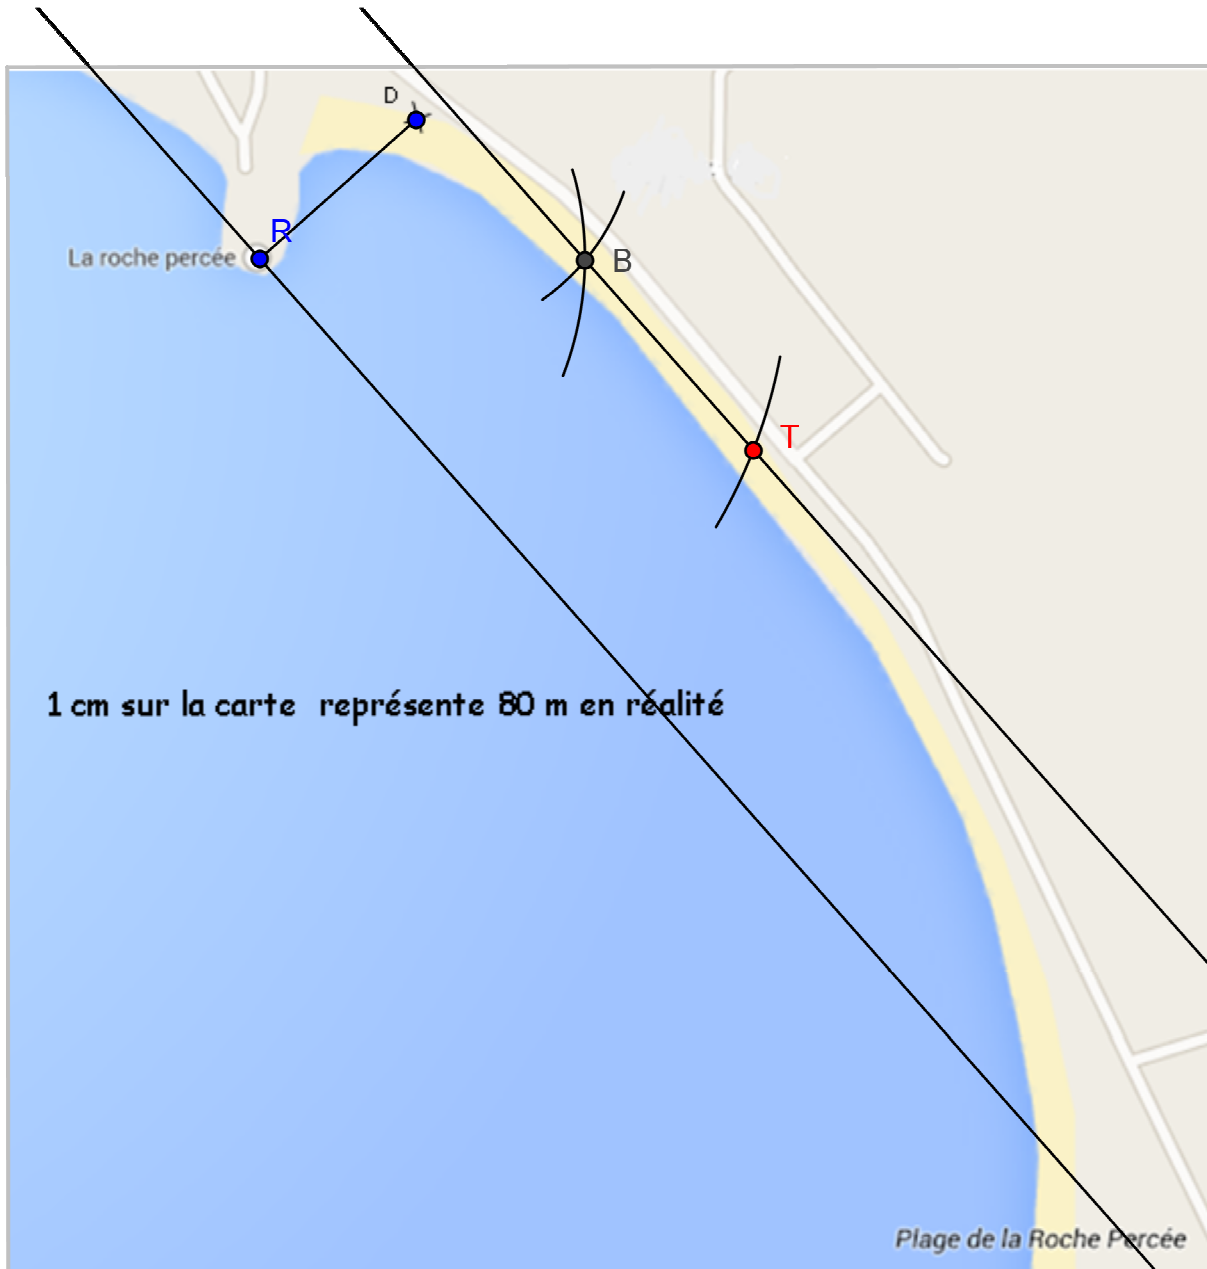 D
R
La roche percée
B
T
1 cm sur la carte représente 80 m en réalité
Plage de la Roche Percée